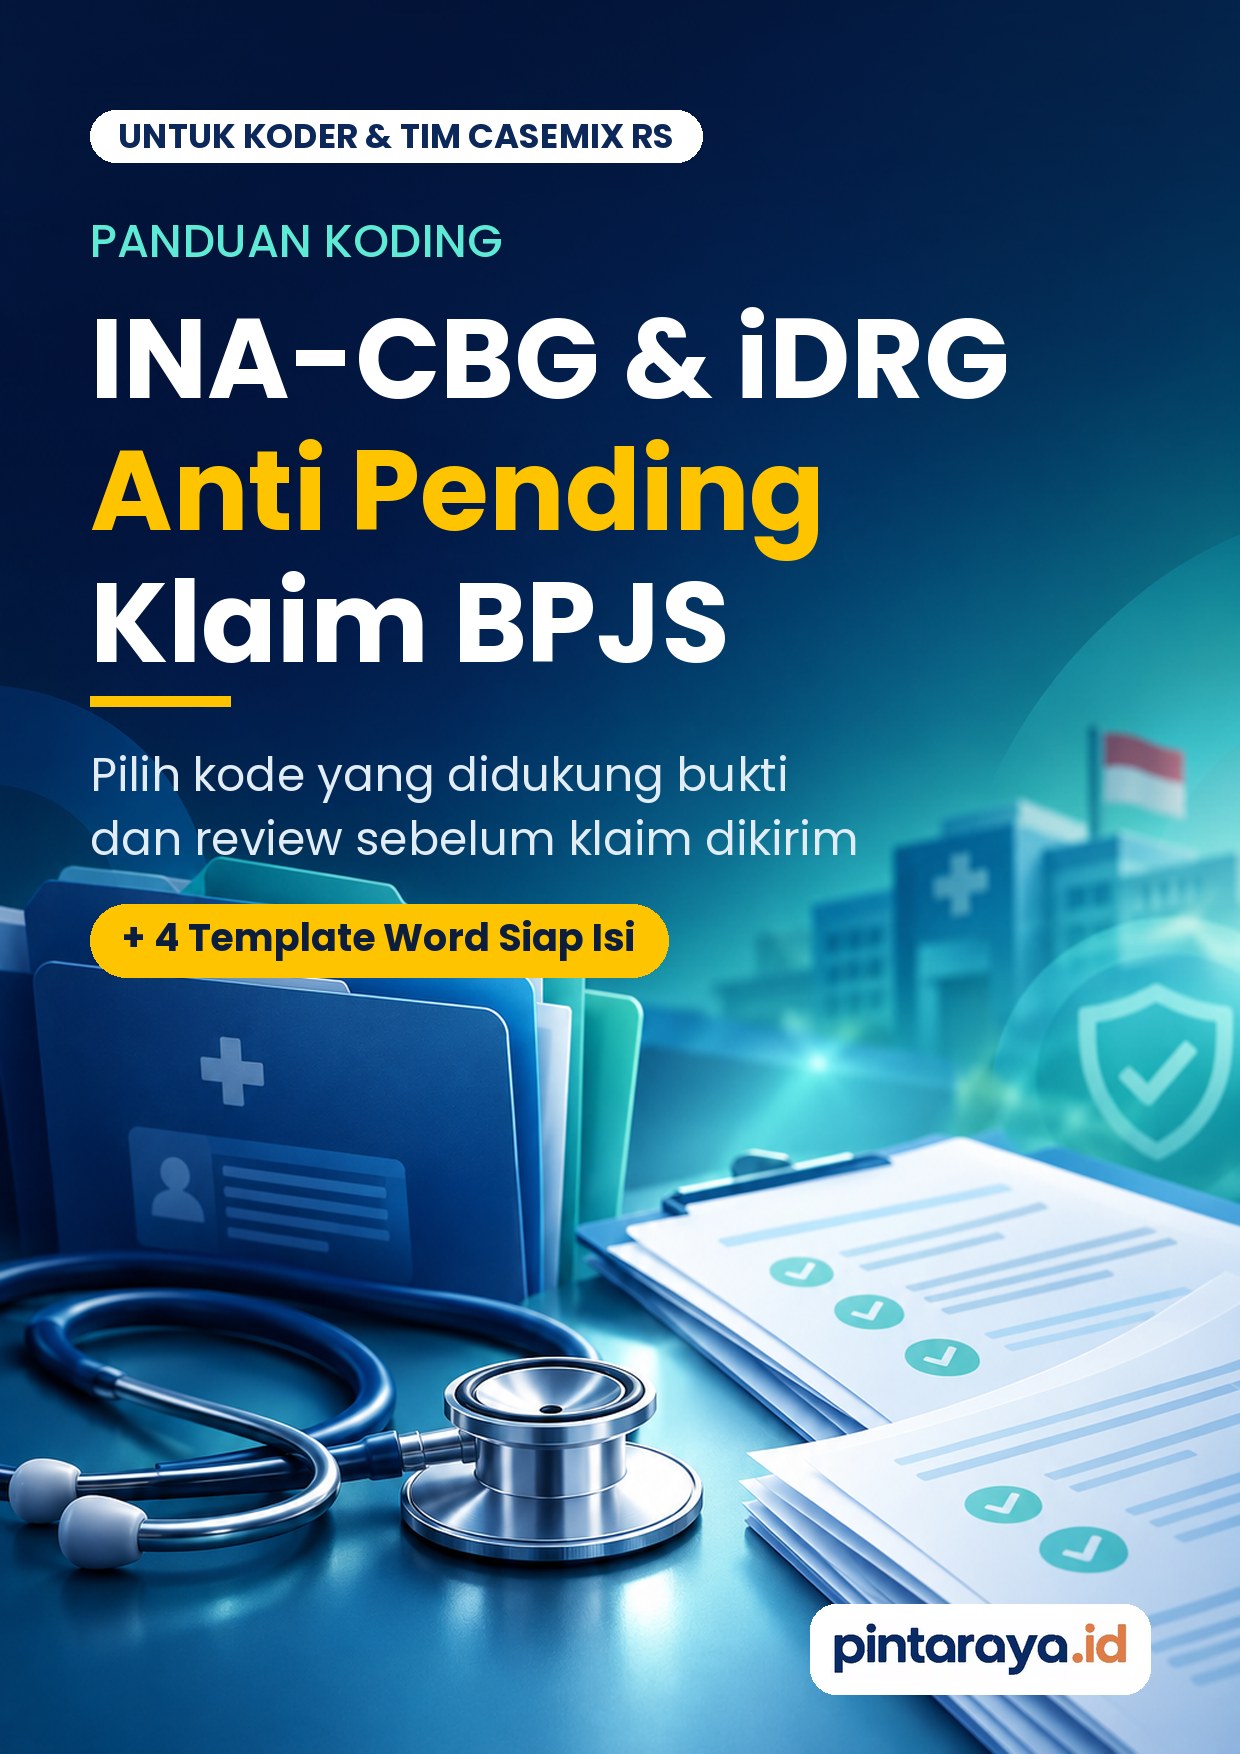 UNTUK KODER & TIM CASEMIX RS
PANDUAN KODING
INA-CBG & iDRG
Anti Pending
Klaim BPJS
Pilih kode yang didukung bukti
dan review sebelum klaim dikirim
+ 4 Template Word Siap Isi
pintaraya.id